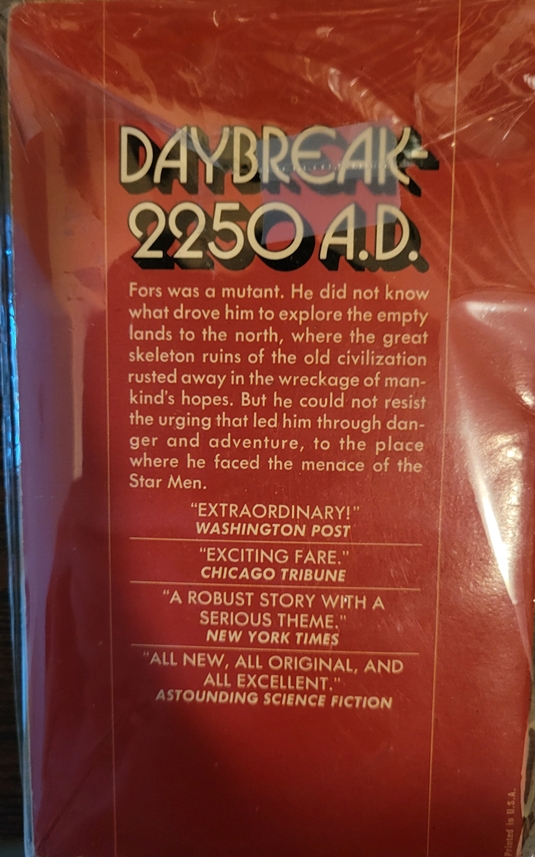 DAYBREAK-
2250 A.D.
Fors was a mutant. He did not know
what drove him to explore the empty
lands to the north, where the great
skeleton ruins of the old civilization
rusted away in the wreckage of man-
kind's hopes. But he could not resist
the urging that led him through dan-
ger and adventure, to the place
where he faced the menace of the
Star Men.
"EXTRAORDINARY!"
WASHINGTON POST
"EXCITING FARE."
CHICAGO TRIBUNE
"A ROBUST STORY WITH A
SERIOUS THEME."
NEW YORK TIMES
"ALL NEW, ALL ORIGINAL, AND
ALL EXCELLENT."
ASTOUNDING SCIENCE FICTION
Printed in U.S.A.